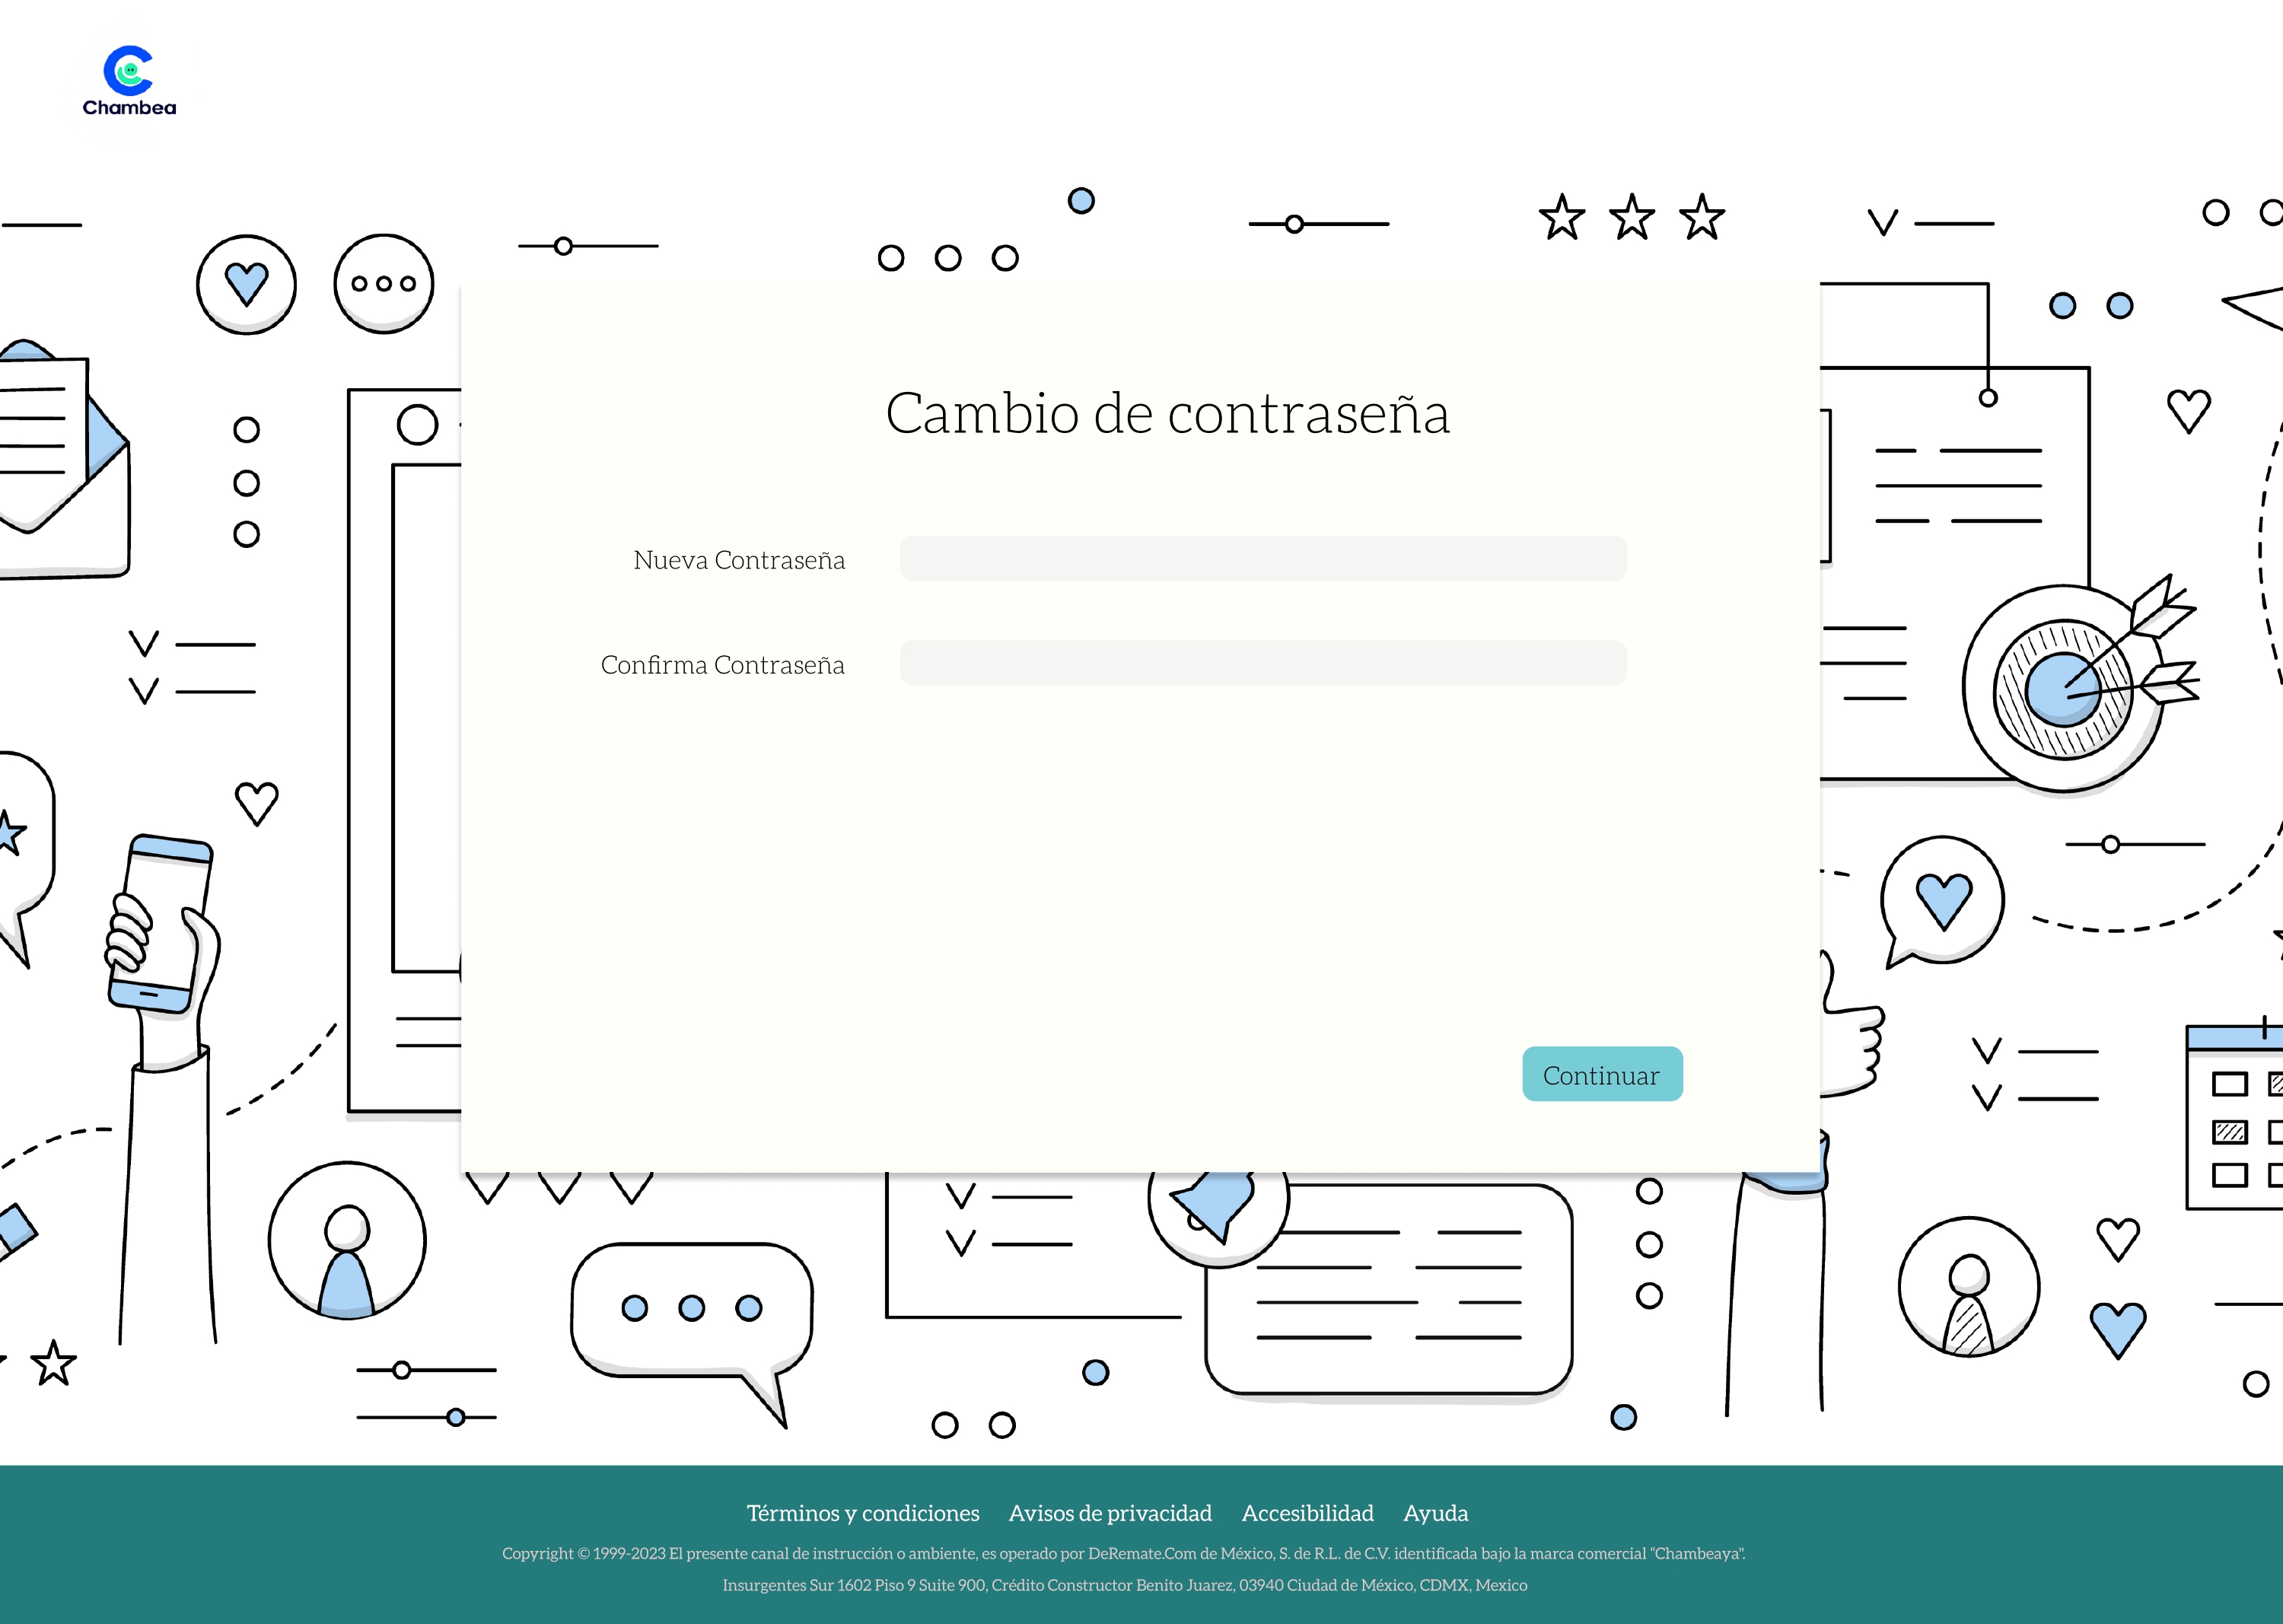 Chambea
Cambio de contraseña
Nueva Contraseña
Confirma Contraseña
Continuar
Términos y condiciones Avisos de privacidad Accesibilidad Ayuda
Copyright © 1999-2023 El presente canal de instrucción o ambiente, es operado por DeRemate.Com de México, S. de R.L. de C.V. identificada bajo la marca comercial “Chambeaya".
Insurgentes Sur 1602 Piso 9 Suite 900, Crédito Constructor Benito Juarez, 03940 Ciudad de México, CDMX, Mexico